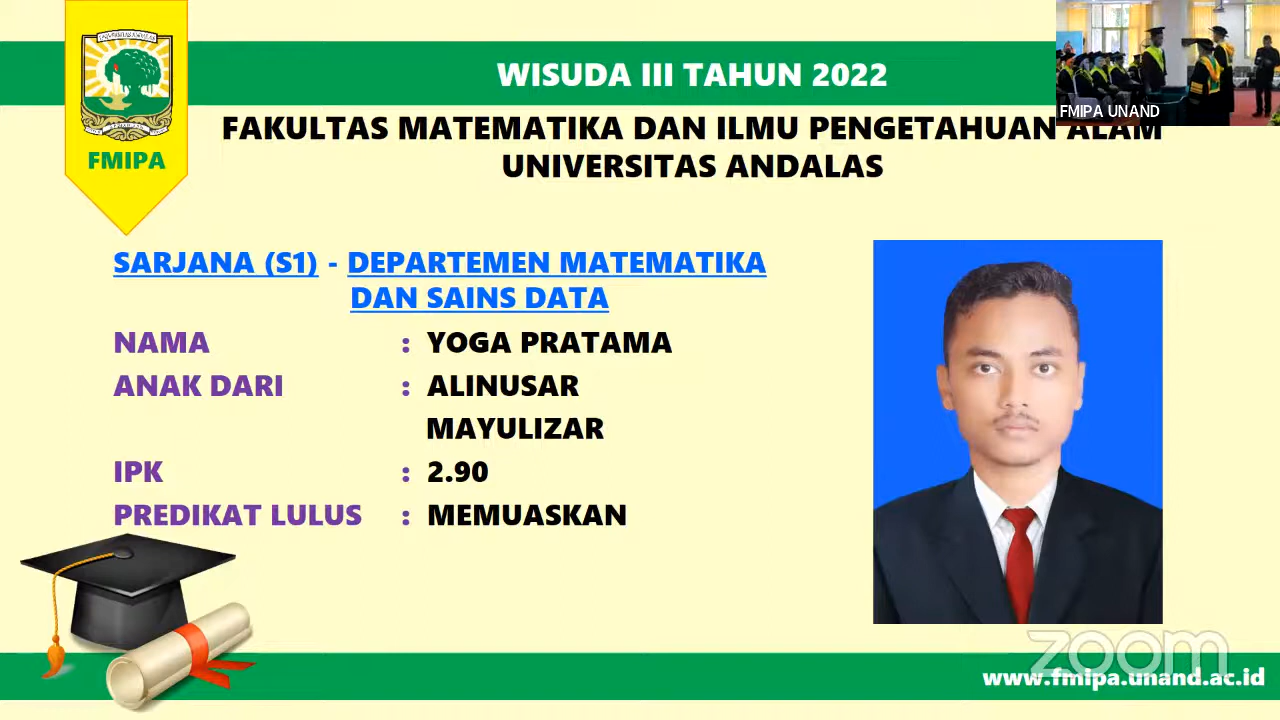 WISUDA III TAHUN 2022
FMIPA UNAND
FAKULTAS MATEMATIKA DAN ILMU PENGETAHUAN ALAM
UNIVERSITAS ANDALAS
FMIPA
SARJANA (S1) - DEPARTEMEN MATEMATIKA
DAN SAINS DATA
NAMA : YOGA PRATAMA
ANAK DARI : ALINUSAR
MAYULIZAR
IPK : 2.90
PREDIKAT LULUS : MEMUASKAN
zoom
www.fmipa.unand.ac.id